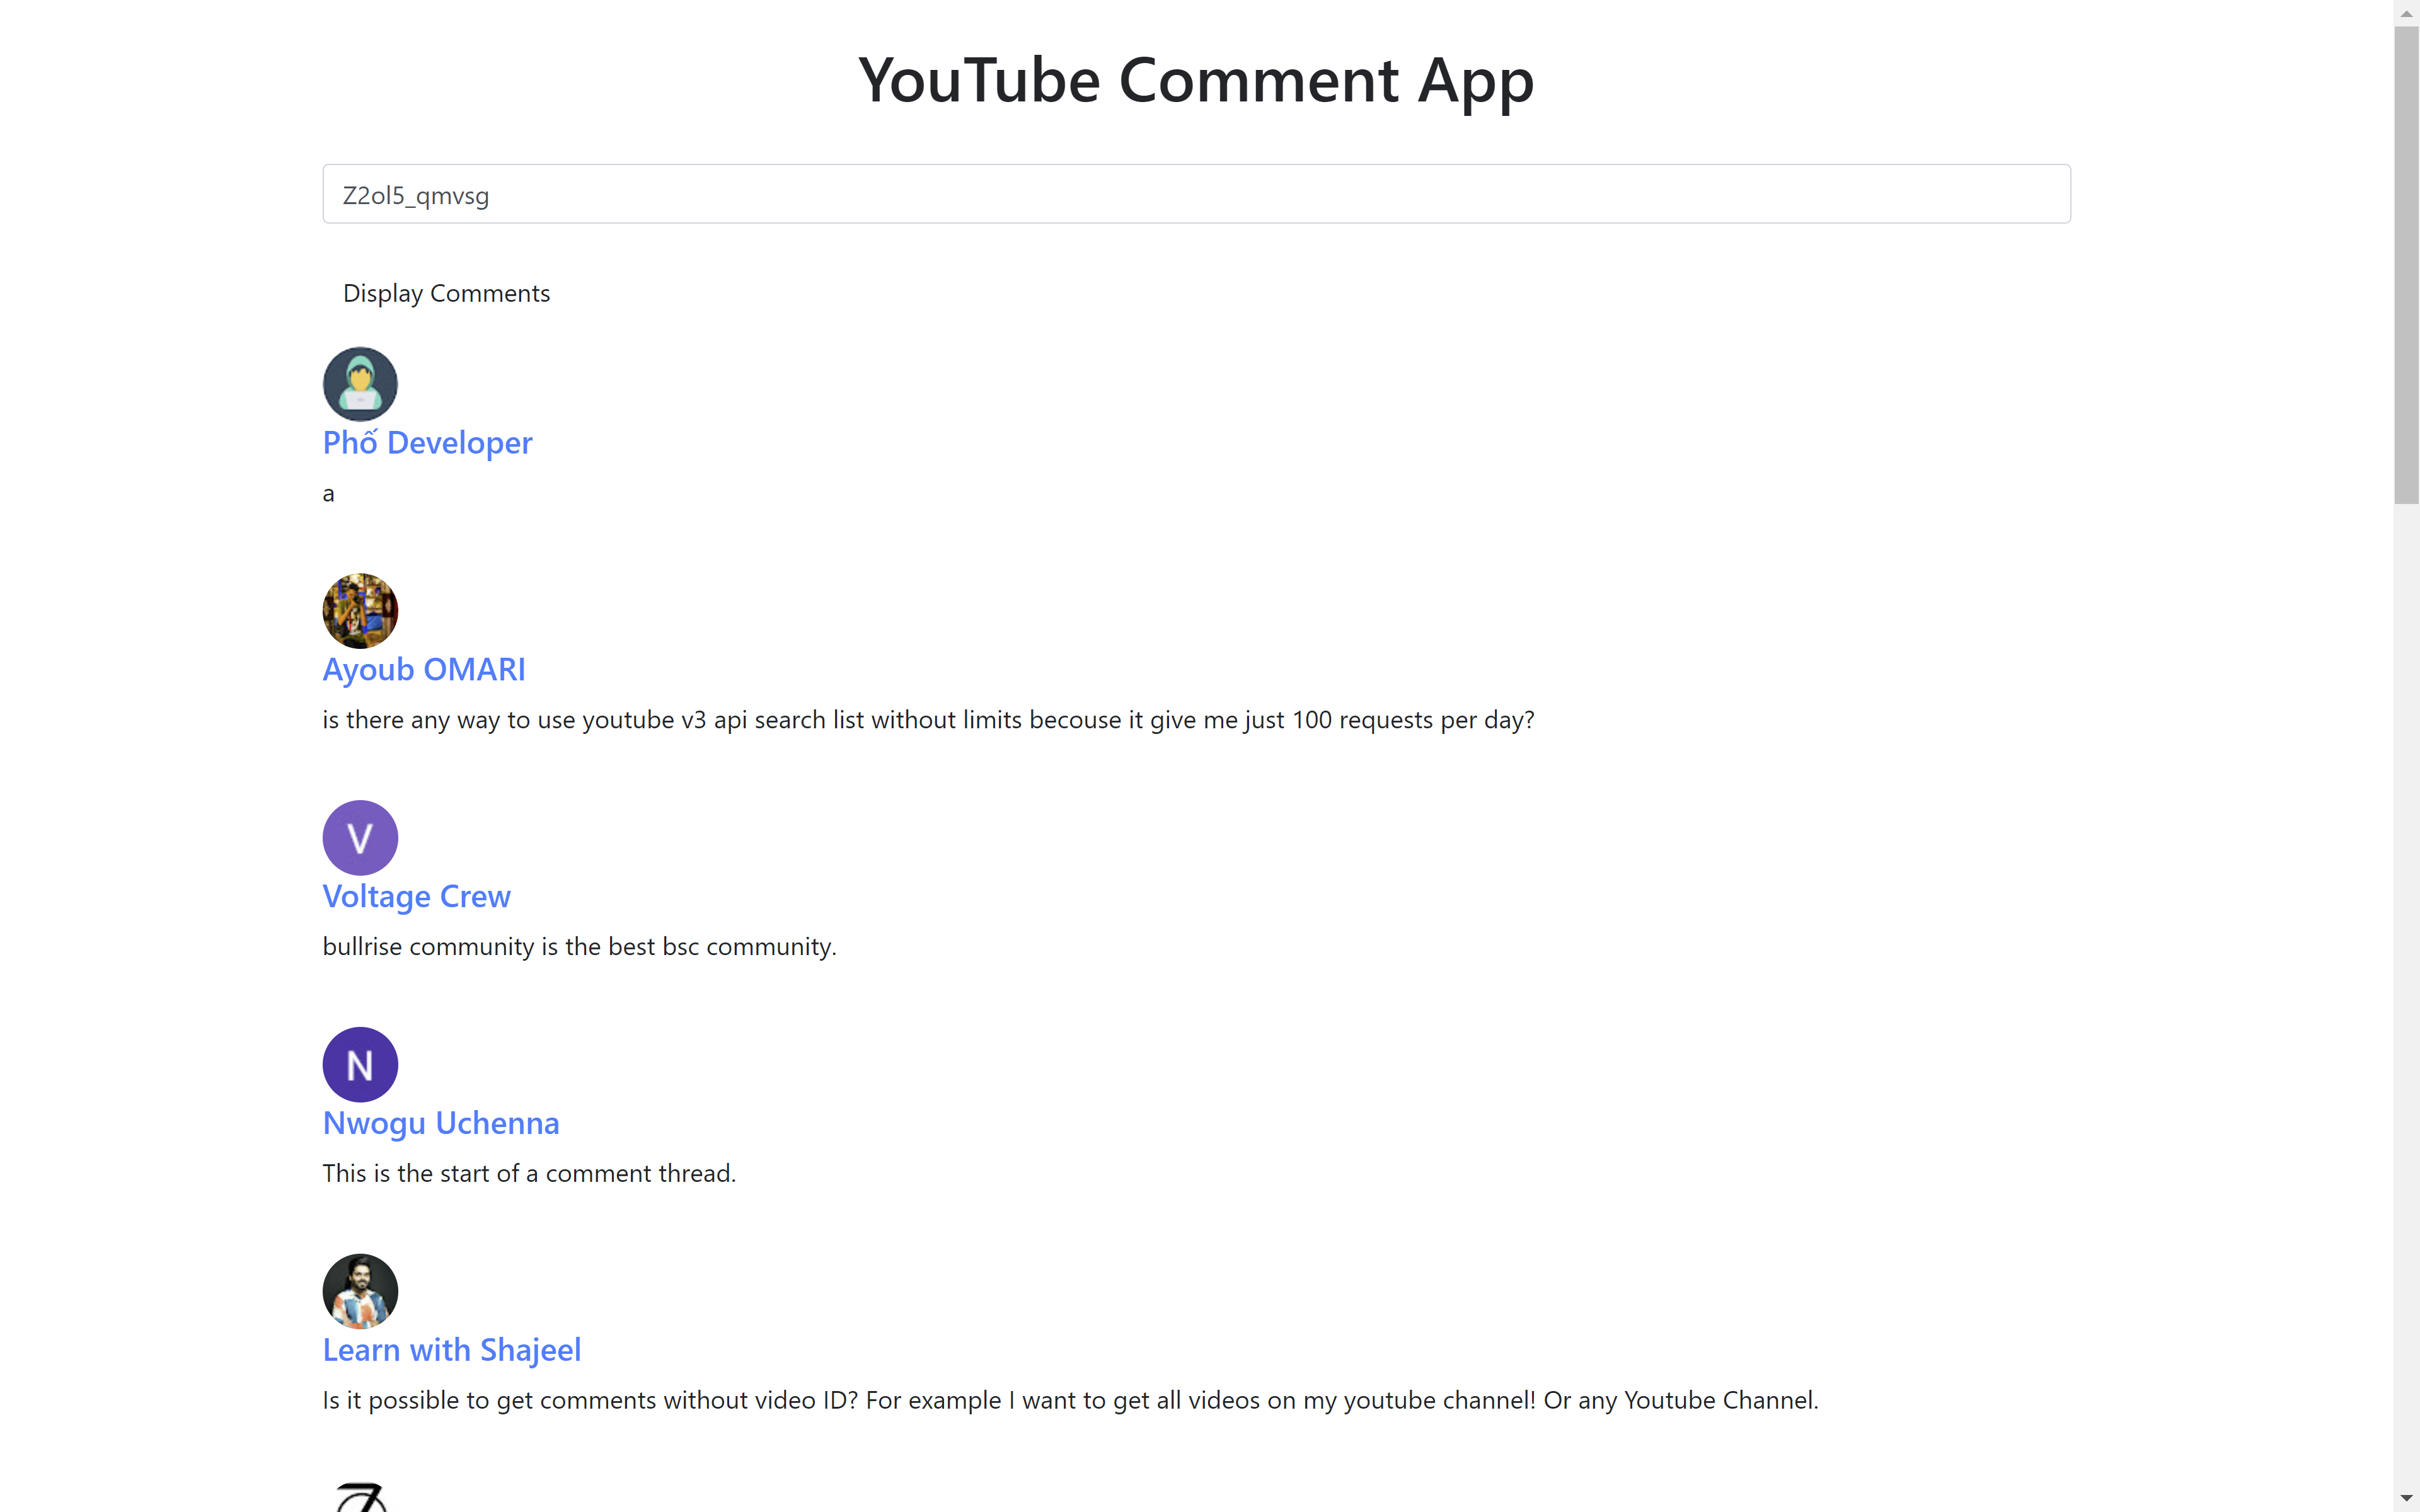 YouTube Comment App
Z2ol5_qmvsg
Display Comments
Phố Developer
a
Ayoub OMARI
is there any way to use youtube v3 api search list without limits becouse it give me just 100 requests per day?
V
Voltage Crew
bullrise community is the best bsc community.
N
Nwogu Uchenna
This is the start of a comment thread.
Learn with Shajeel
Is it possible to get comments without video ID? For example I want to get all videos on my youtube channel! Or any Youtube Channel.